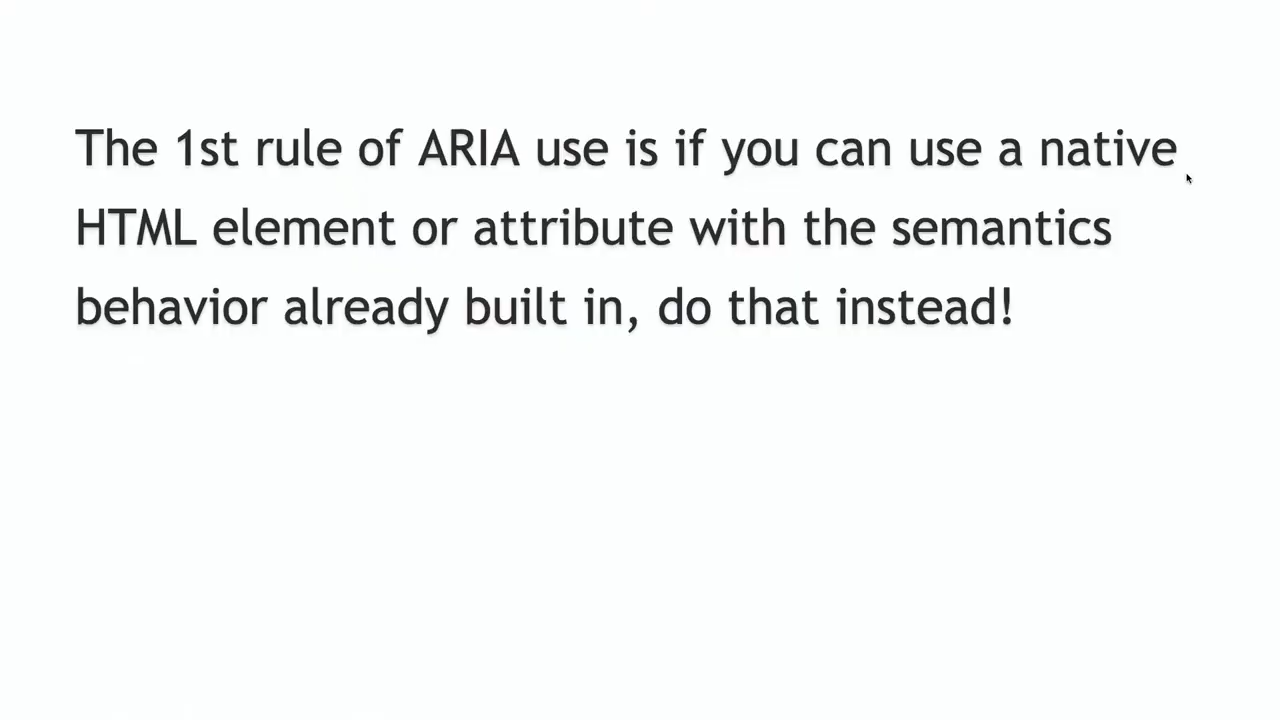 The 1st rule of ARIA use is if you can use a native
HTML element or attribute with the semantics
behavior already built in, do that instead!